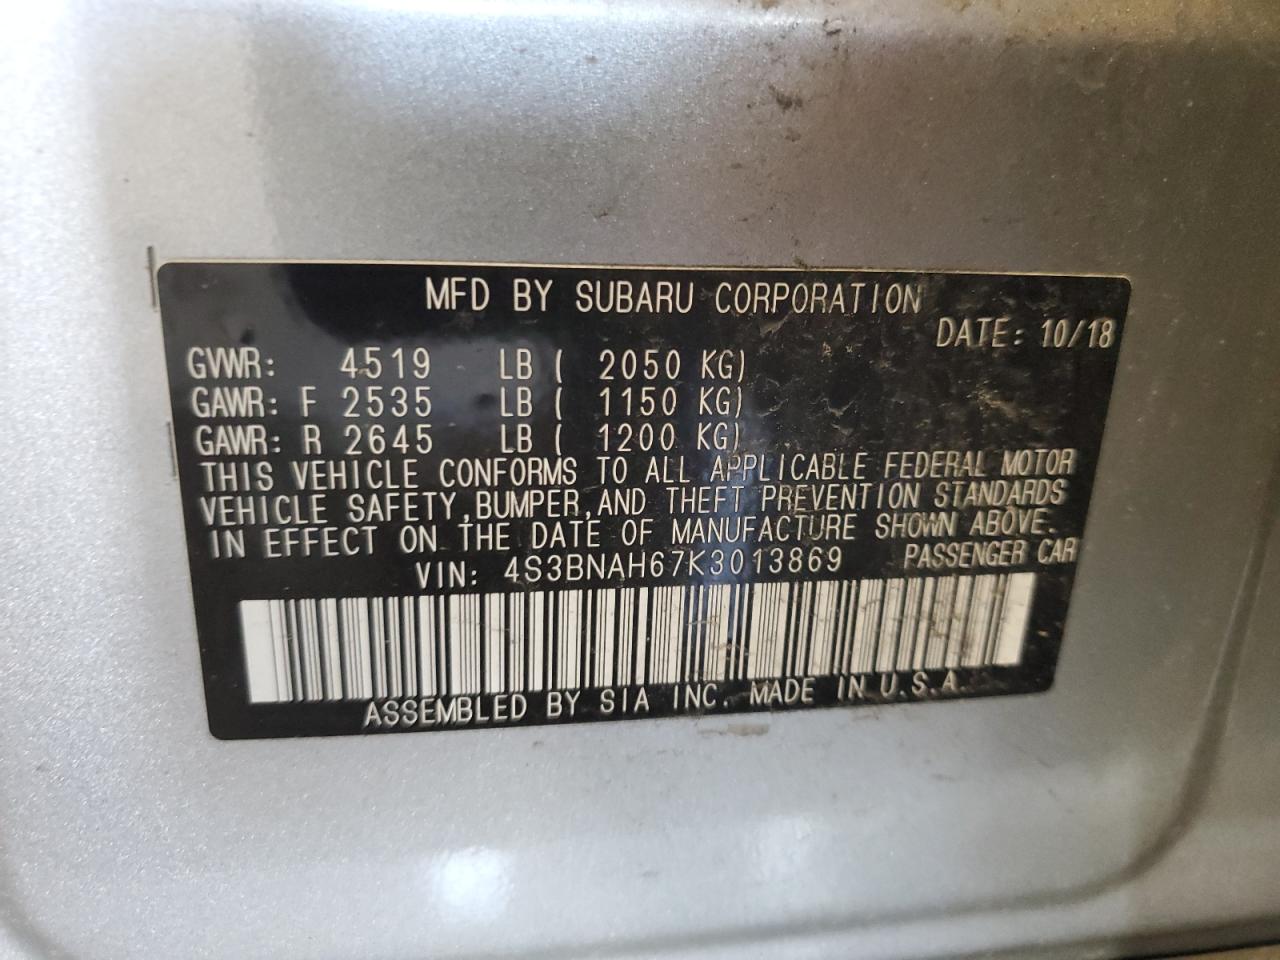 MFD BY SUBARU CORPORATION
DATE: 10/18
GVWR: 4519 LB ( 2050 KG)
GAWR: F 2535 LB ( 1150 KG)
GAWR: R 2645 LB ( 1200 KG)
THIS VEHICLE CONFORMS TO ALL APPLICABLE FEDERAL MOTOR
VEHICLE SAFETY,BUMPER,AND THEFT PREVENTION STANDARDS
IN EFFECT ON THE DATE OF MANUFACTURE SHOWN ABOVE.
VIN: 4S3BNAH67K3013869 PASSENGER CAR
ASSEMBLED BY SIA INC. MADE IN U.S.A.